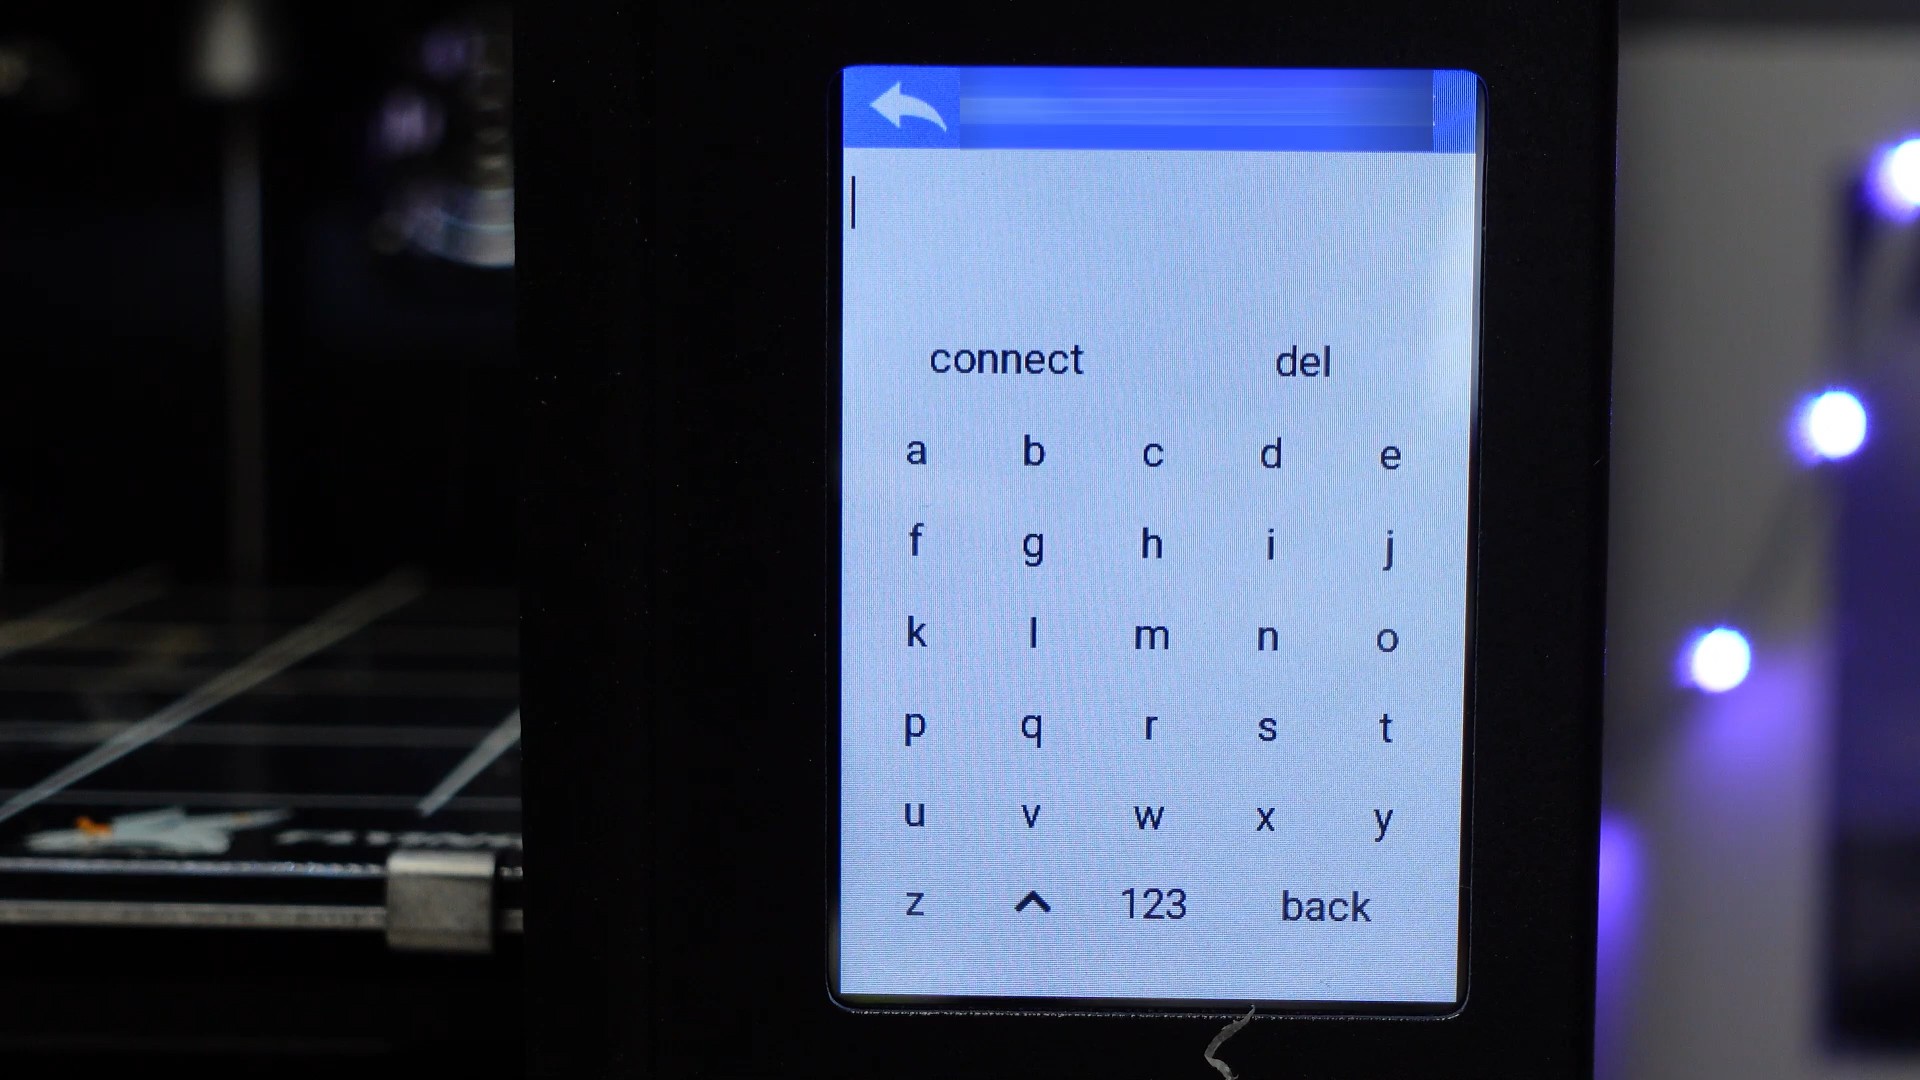 connect del
a b c d e
f g h i j
k l m n o
p q r s t
u v w x y
z ^ 123 back